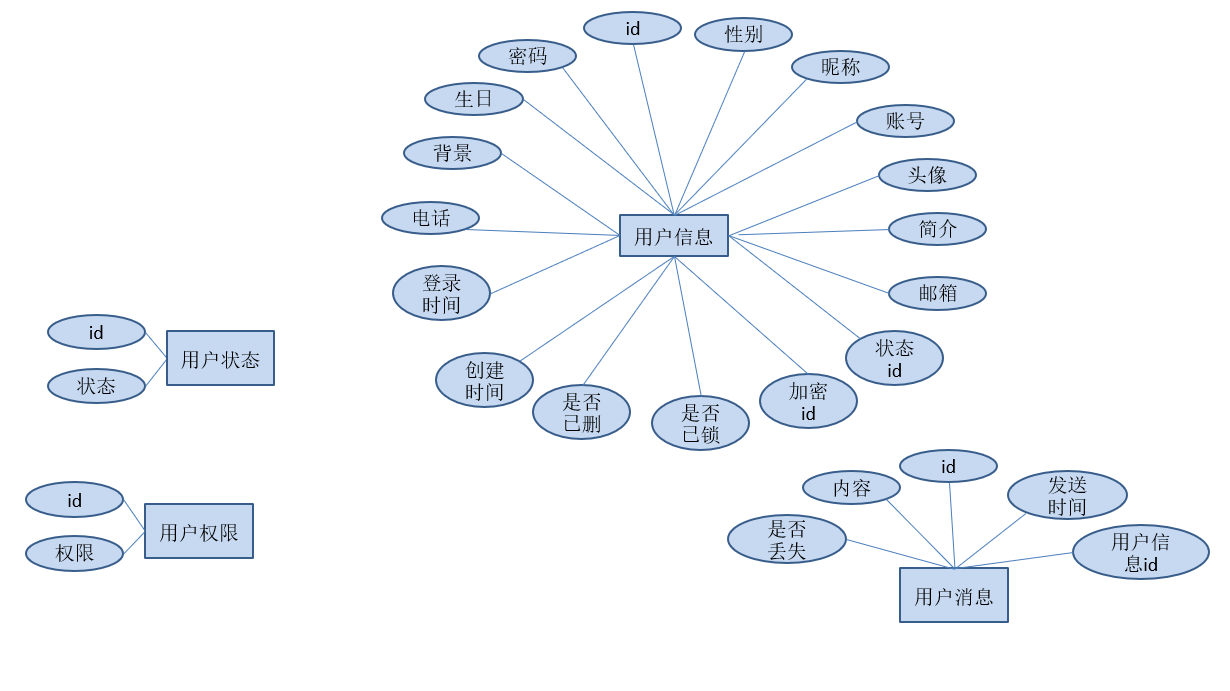 id
性别
密码
昵称
生日
账号
背景
头像
电话
简介
用户信息
登录
时间
邮箱
状态
id
创建
时间
是否
已删
是否
已锁
加密
id
id
用户状态
状态
id
用户权限
权限
id
内容
发送
时间
是否
丢失
用户信
息id
用户消息